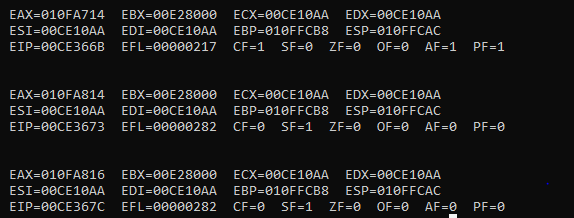 EAX=010FA714  EBX=00E28000  ECX=00CE10AA  EDX=00CE10AA
ESI=00CE10AA  EDI=00CE10AA  EBP=010FFCB8  ESP=010FFCAC
EIP=00CE366B  EFL=00000217  CF=1  SF=0  ZF=0  OF=0  AF=1  PF=1
EAX=010FA814  EBX=00E28000  ECX=00CE10AA  EDX=00CE10AA
ESI=00CE10AA  EDI=00CE10AA  EBP=010FFCB8  ESP=010FFCAC
EIP=00CE3673  EFL=00000282  CF=0  SF=1  ZF=0  OF=0  AF=0  PF=0
EAX=010FA816  EBX=00E28000  ECX=00CE10AA  EDX=00CE10AA
ESI=00CE10AA  EDI=00CE10AA  EBP=010FFCB8  ESP=010FFCAC
EIP=00CE367C  EFL=00000282  CF=0  SF=1  ZF=0  OF=0  AF=0  PF=0